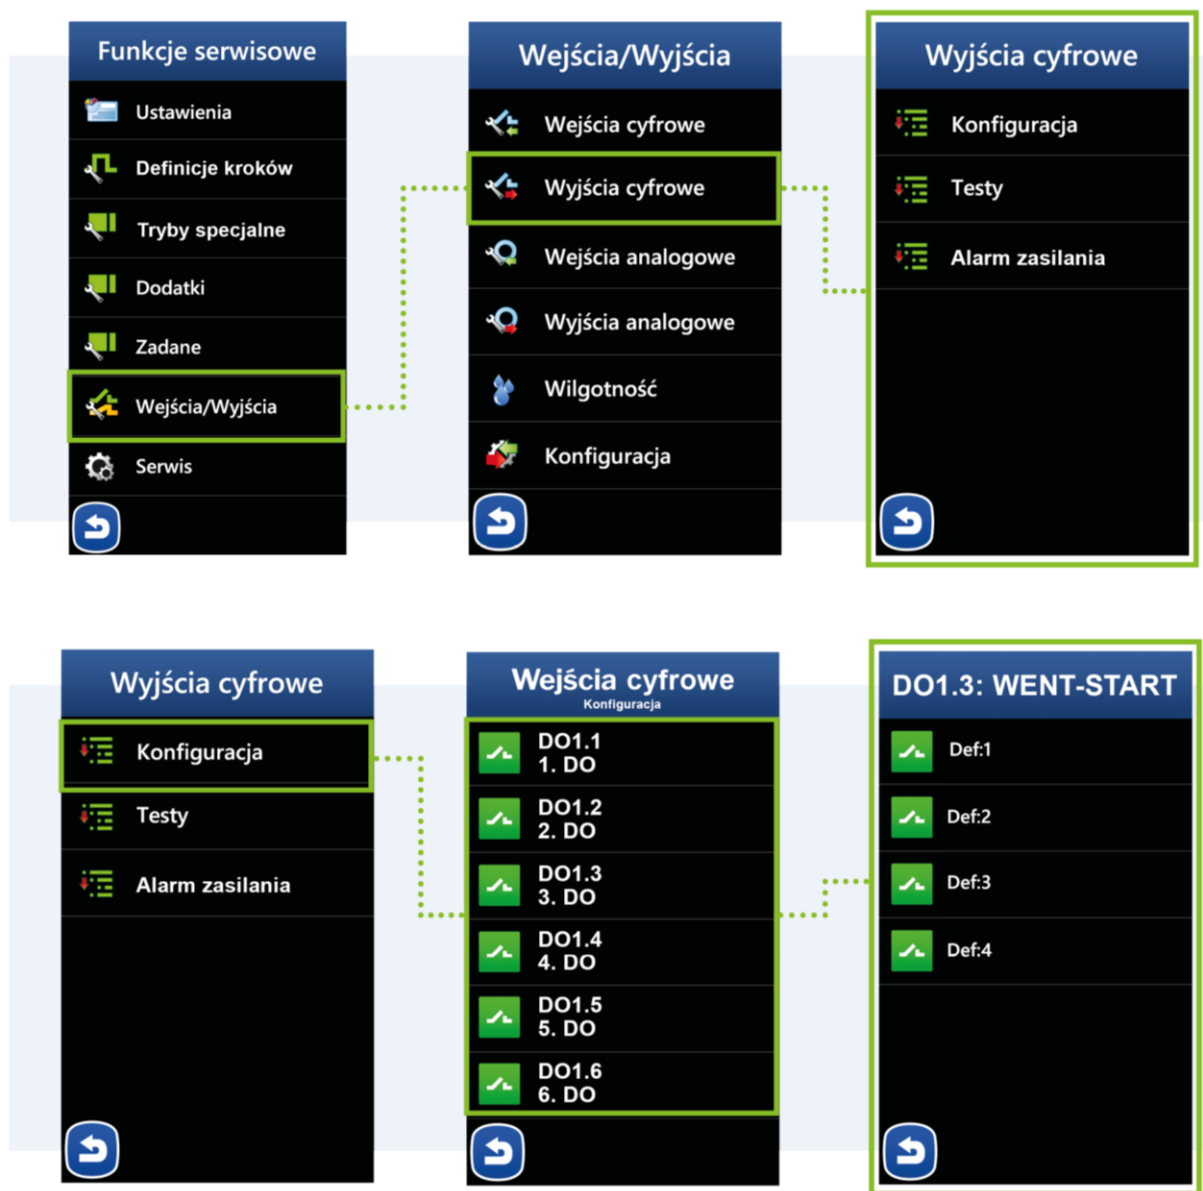 Funkcje serwisowe
Ustawienia
Definicje kroków
Tryby specjalne
Dodatki
Zadane
Wejścia/Wyjścia
Serwis
Wejścia/Wyjścia
Wejścia cyfrowe
Wyjścia cyfrowe
Wejścia analogowe
Wyjścia analogowe
Wilgotność
Konfiguracja
Wyjścia cyfrowe
Konfiguracja
Testy
Alarm zasilania
Wyjścia cyfrowe
Konfiguracja
Testy
Alarm zasilania
Wejścia cyfrowe
Konfiguracja
DO1.1
1. DO
DO1.2
2. DO
DO1.3
3. DO
DO1.4
4. DO
DO1.5
5. DO
DO1.6
6. DO
DO1.3: WENT-START
Def:1
Def:2
Def:3
Def:4